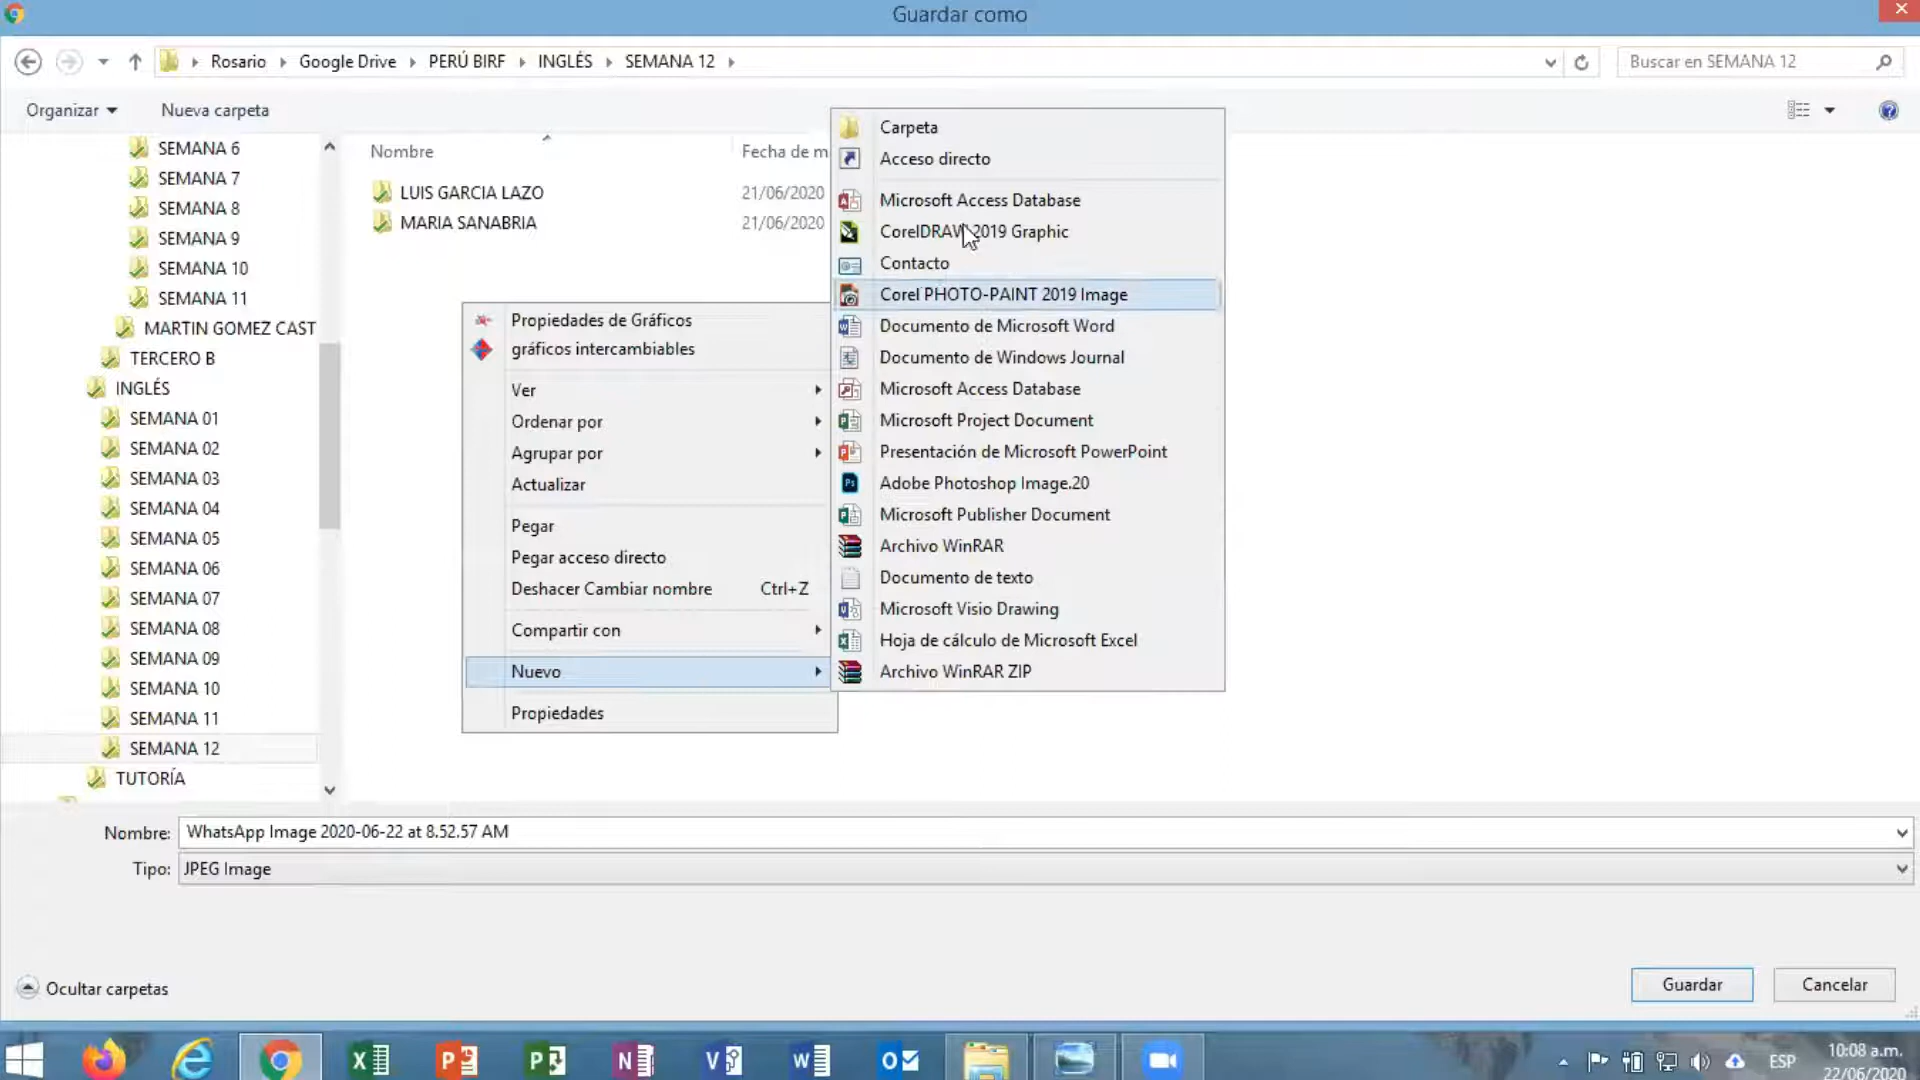 Guardar como
Rosario Google Drive PERÚ BIRF INGLÉS SEMANA 12
Buscar en SEMANA 12
Organizar Nueva carpeta
SEMANA 6
SEMANA 7
SEMANA 8
SEMANA 9
SEMANA 10
SEMANA 11
MARTIN GOMEZ CAST
TERCERO B
INGLÉS
SEMANA 01
SEMANA 02
SEMANA 03
SEMANA 04
SEMANA 05
SEMANA 06
SEMANA 07
SEMANA 08
SEMANA 09
SEMANA 10
SEMANA 11
SEMANA 12
TUTORÍA
Nombre Fecha de m
LUIS GARCIA LAZO 21/06/2020
MARIA SANABRIA 21/06/2020
Propiedades de Gráficos
gráficos intercambiables
Ver
Ordenar por
Agrupar por
Actualizar
Pegar
Pegar acceso directo
Deshacer Cambiar nombre Ctrl+Z
Compartir con
Nuevo
Propiedades
Carpeta
Acceso directo
Microsoft Access Database
CorelDRAW 2019 Graphic
Contacto
Corel PHOTO-PAINT 2019 Image
Documento de Microsoft Word
Documento de Windows Journal
Microsoft Access Database
Microsoft Project Document
Presentación de Microsoft PowerPoint
Adobe Photoshop Image.20
Microsoft Publisher Document
Archivo WinRAR
Documento de texto
Microsoft Visio Drawing
Hoja de cálculo de Microsoft Excel
Archivo WinRAR ZIP
Nombre: WhatsApp Image 2020-06-22 at 8.52.57 AM
Tipo: JPEG Image
Ocultar carpetas
Guardar Cancelar
ESP
10:08 a.m.
22/06/2020